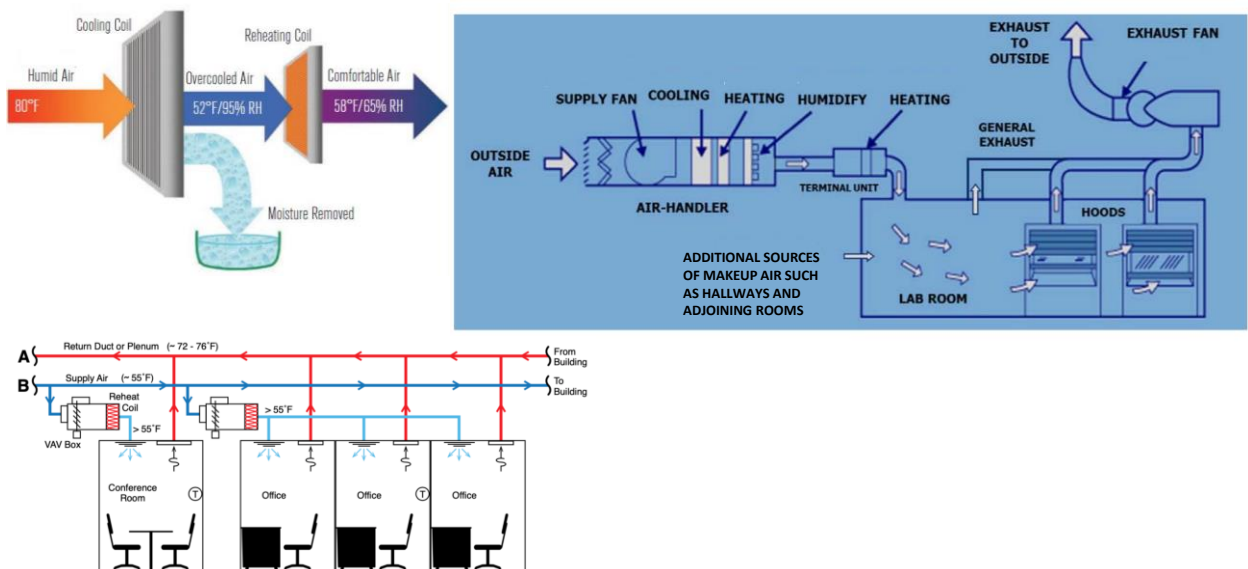 Cooling Coil
Reheating Coil
Humid Air
Overcooled Air
Comfortable Air
80°F
52°F/95% RH
58°F/65% RH
Moisture Removed
EXHAUST
TO
OUTSIDE
EXHAUST FAN
SUPPLY FAN
COOLING
HEATING
HUMIDIFY
HEATING
GENERAL
EXHAUST
OUTSIDE
AIR
TERMINAL UNIT
AIR-HANDLER
HOODS
ADDITIONAL SOURCES
OF MAKEUP AIR SUCH
AS HALLWAYS AND
ADJOINING ROOMS
LAB ROOM
A
Return Duct or Plenum (~ 72 - 76°F)
From
Building
B
Supply Air (~ 55°F)
To
Building
Reheat
Coil
> 55°F
> 55°F
VAV Box
Conference
Room
T
Office
Office
T
Office